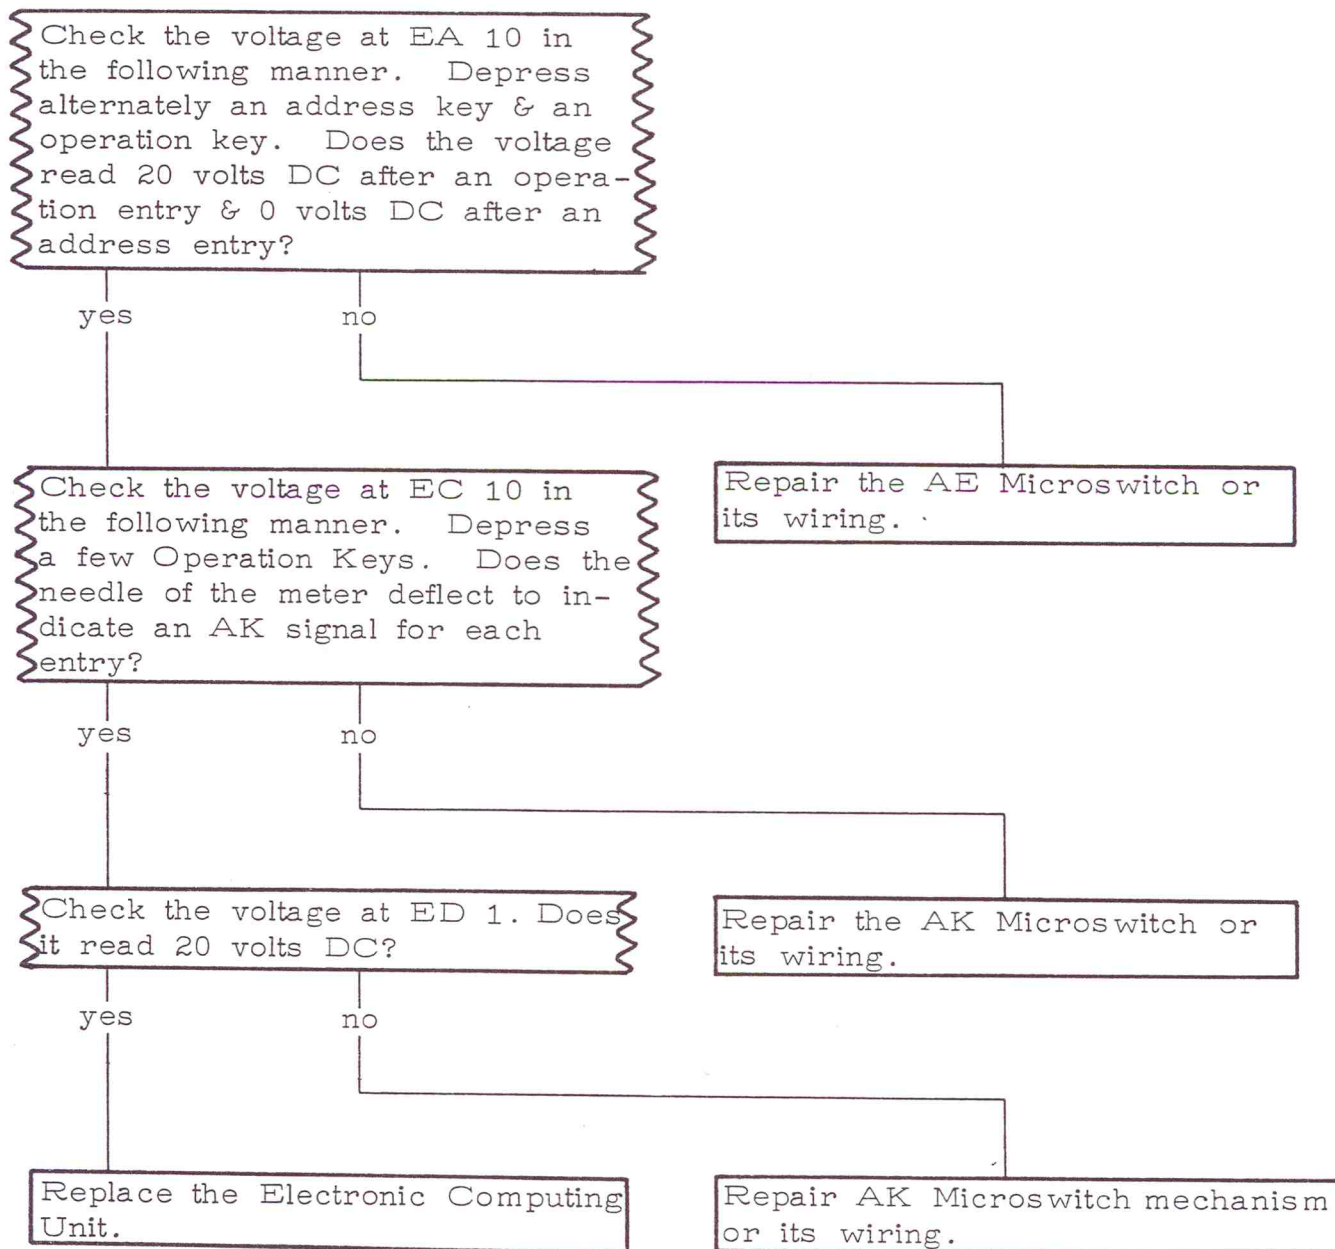 Check the voltage at EA 10 in
the following manner. Depress
alternately an address key & an
operation key. Does the voltage
read 20 volts DC after an opera-
tion entry & 0 volts DC after an
address entry?
yes
no
Check the voltage at EC 10 in
the following manner. Depress
a few Operation Keys. Does the
needle of the meter deflect to in-
dicate an AK signal for each
entry?
Repair the AE Microswitch or
its wiring.
yes
no
Check the voltage at ED 1. Does
it read 20 volts DC?
Repair the AK Microswitch or
its wiring.
yes
no
Replace the Electronic Computing
Unit.
Repair AK Microswitch mechanism
or its wiring.